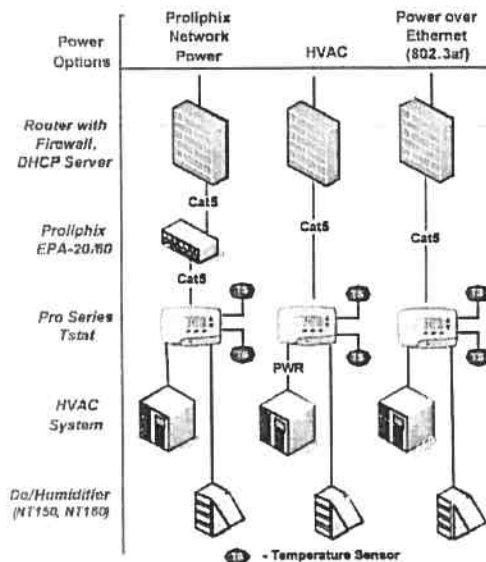 Power
Options
Proliphix
Network
Power
HVAC
Power over
Ethernet
(802.3af)
Router with
Firewall,
DHCP Server
Cat5
Cat5
Cat5
Proliphix
EPA-20/60
Cat5
Pro Series
Tstat
TS
TS
TS
TS
TS
TS
PWR
HVAC
System
De/Humidifier
(NT150, NT160)
TS - Temperature Sensor